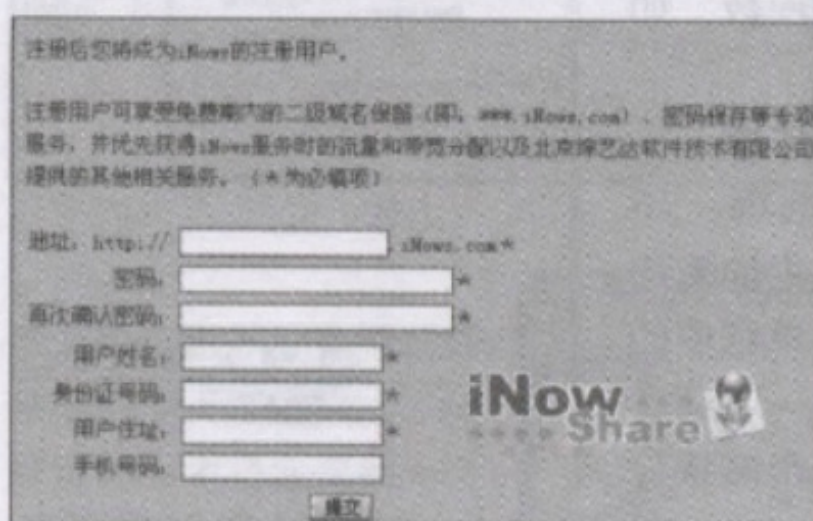 注册后您将成为iNows的注册用户。
注册用户可享受免费期内的二级域名保留（即，www.iNows.com）、密码保存等专项
服务，并优先获得iNows服务时的流量和带宽分配以及北京 艺达软件技术有限公司
提供的其他相关服务。（*为必填项）
地址：http:// .iNows.com*
密码： *
再次确认密码： *
用户姓名： *
身份证号码： *
用户住址： *
手机号码：
iNow
Share
提交